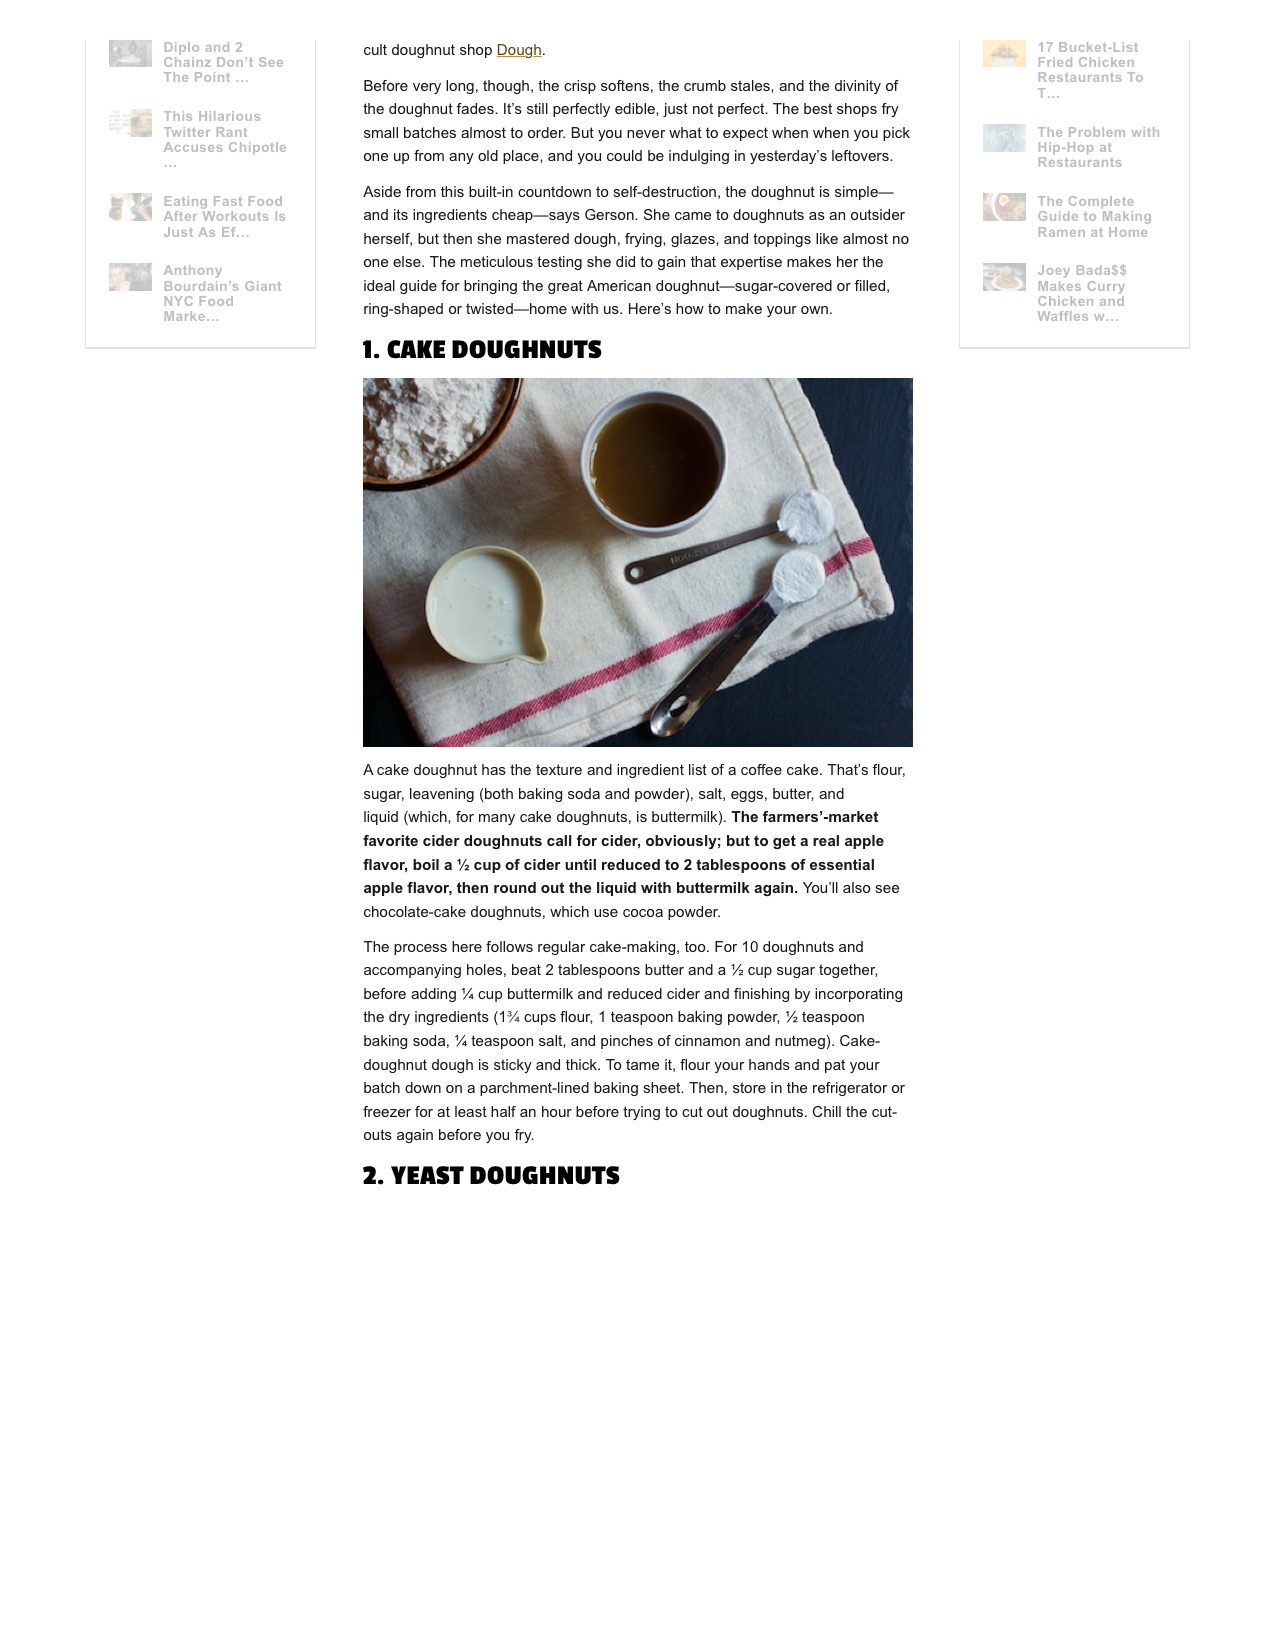 Diplo and 2
Chainz Don’t See
The Point ...
This Hilarious
Twitter Rant
Accuses Chipotle
...
Eating Fast Food
After Workouts Is
Just As Ef...
Anthony
Bourdain’s Giant
NYC Food
Marke...
cult doughnut shop Dough.
Before very long, though, the crisp softens, the crumb stales, and the divinity of
the doughnut fades. It’s still perfectly edible, just not perfect. The best shops fry
small batches almost to order. But you never what to expect when when you pick
one up from any old place, and you could be indulging in yesterday’s leftovers.
Aside from this built-in countdown to self-destruction, the doughnut is simple—
and its ingredients cheap—says Gerson. She came to doughnuts as an outsider
herself, but then she mastered dough, frying, glazes, and toppings like almost no
one else. The meticulous testing she did to gain that expertise makes her the
ideal guide for bringing the great American doughnut—sugar-covered or filled,
ring-shaped or twisted—home with us. Here’s how to make your own.
1. CAKE DOUGHNUTS
A cake doughnut has the texture and ingredient list of a coffee cake. That’s flour,
sugar, leavening (both baking soda and powder), salt, eggs, butter, and
liquid (which, for many cake doughnuts, is buttermilk). The farmers’-market
favorite cider doughnuts call for cider, obviously; but to get a real apple
flavor, boil a ½ cup of cider until reduced to 2 tablespoons of essential
apple flavor, then round out the liquid with buttermilk again. You’ll also see
chocolate-cake doughnuts, which use cocoa powder.
The process here follows regular cake-making, too. For 10 doughnuts and
accompanying holes, beat 2 tablespoons butter and a ½ cup sugar together,
before adding ¼ cup buttermilk and reduced cider and finishing by incorporating
the dry ingredients (1¾ cups flour, 1 teaspoon baking powder, ½ teaspoon
baking soda, ¼ teaspoon salt, and pinches of cinnamon and nutmeg). Cake-
doughnut dough is sticky and thick. To tame it, flour your hands and pat your
batch down on a parchment-lined baking sheet. Then, store in the refrigerator or
freezer for at least half an hour before trying to cut out doughnuts. Chill the cut-
outs again before you fry.
2. YEAST DOUGHNUTS
17 Bucket-List
Fried Chicken
Restaurants To
T...
The Problem with
Hip-Hop at
Restaurants
The Complete
Guide to Making
Ramen at Home
Joey Bada$$
Makes Curry
Chicken and
Waffles w...